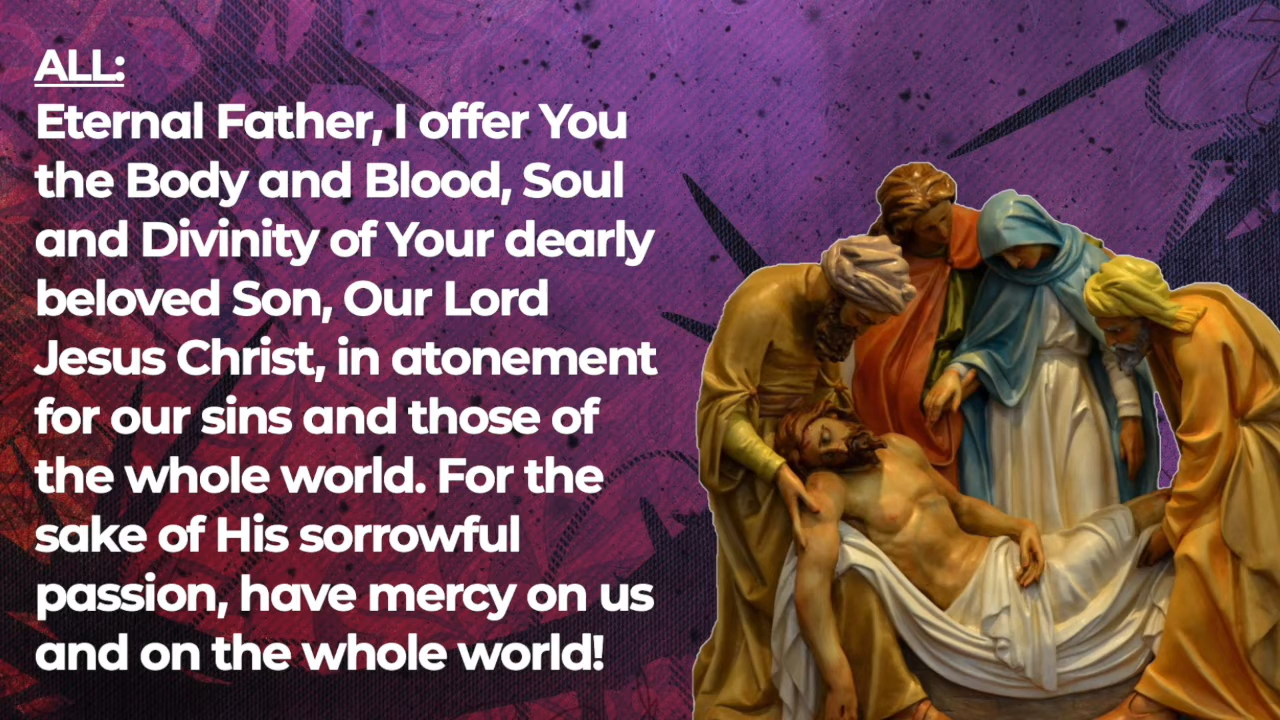 ALL:
Eternal Father, I offer You
the Body and Blood, Soul
and Divinity of Your dearly
beloved Son, Our Lord
Jesus Christ, in atonement
for our sins and those of
the whole world. For the
sake of His sorrowful
passion, have mercy on us
and on the whole world!